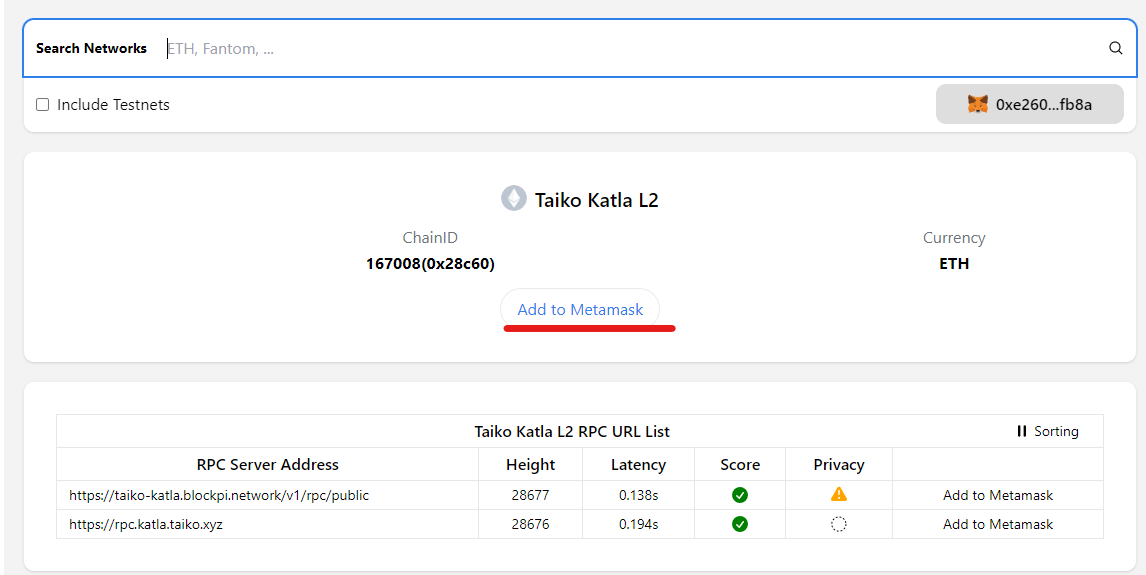 Search Networks ETH, Fantom, ...
Include Testnets 0xe260...fb8a
Taiko Katla L2
ChainID Currency
167008(0x28c60) ETH
Add to Metamask
Taiko Katla L2 RPC URL List Sorting
RPC Server Address Height Latency Score Privacy
https://taiko-katla.blockpi.network/v1/rpc/public 28677 0.138s Add to Metamask
https://rpc.katla.taiko.xyz 28676 0.194s Add to Metamask